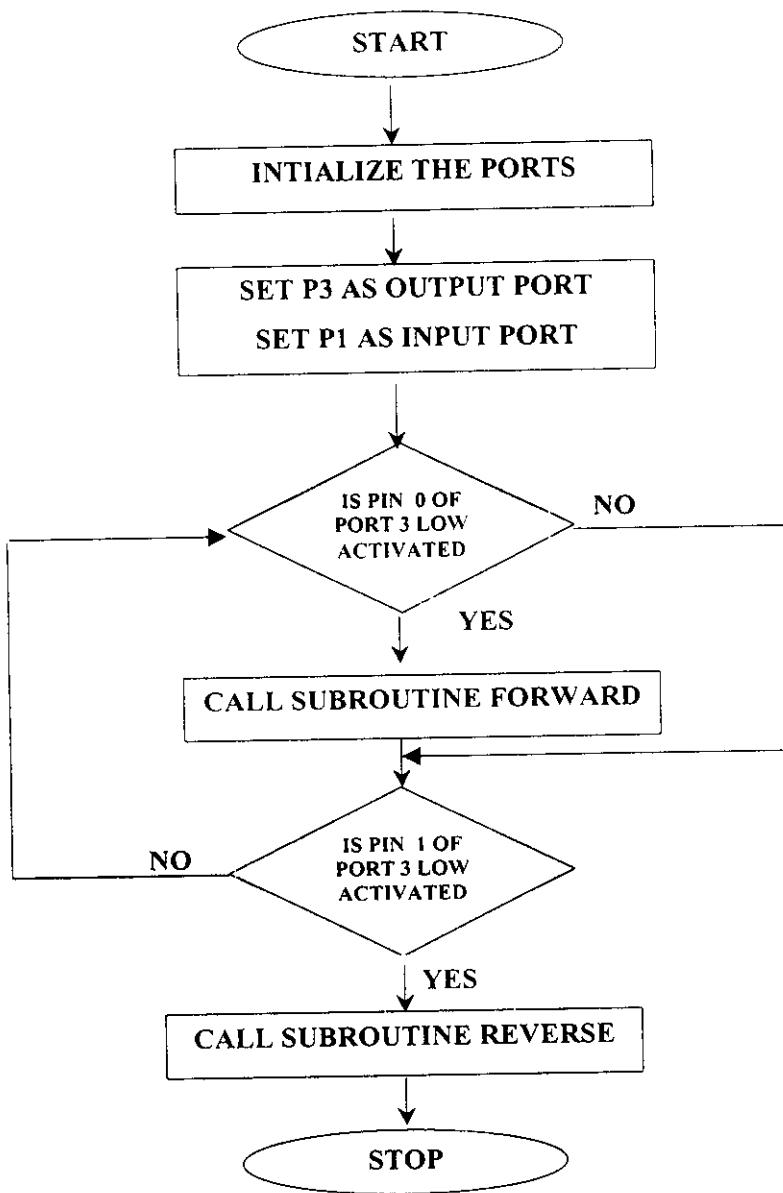 START
INTIALIZE THE PORTS
SET P3 AS OUTPUT PORT
SET P1 AS INPUT PORT
IS PIN 0 OF
PORT 3 LOW
ACTIVATED
NO
YES
CALL SUBROUTINE FORWARD
IS PIN 1 OF
PORT 3 LOW
ACTIVATED
NO
YES
CALL SUBROUTINE REVERSE
STOP